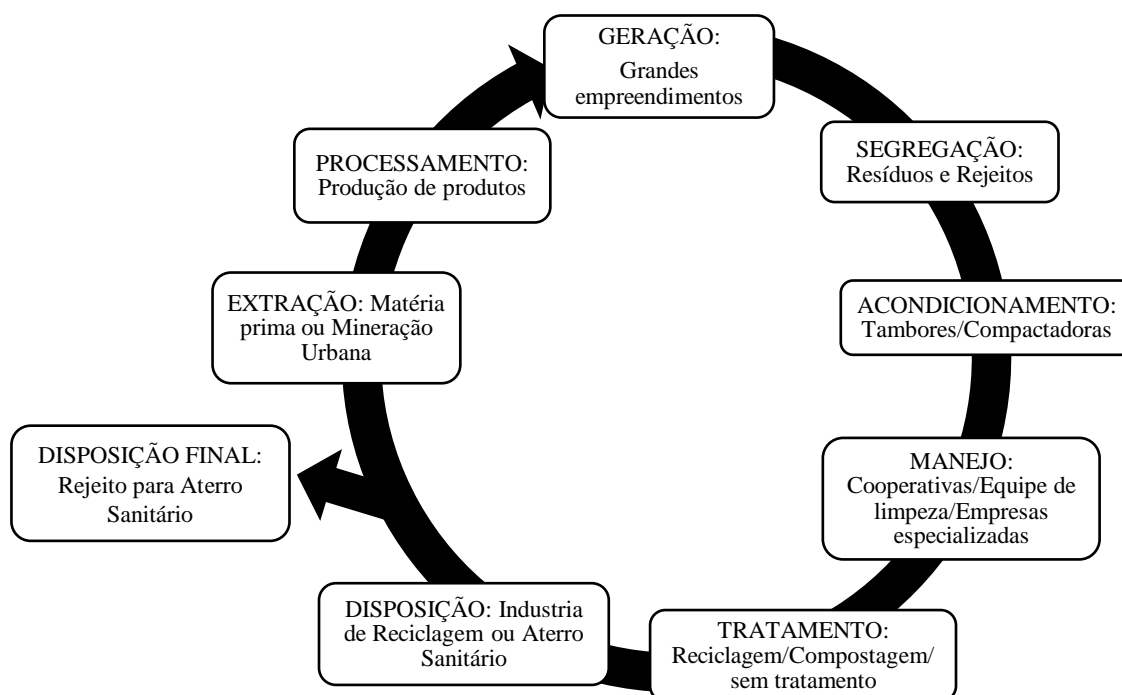 GERAÇÃO:
Grandes
empreendimentos
SEGREGAÇÃO:
Resíduos e Rejeitos
ACONDICIONAMENTO:
Tambores/Compactadoras
MANEJO:
Cooperativas/Equipe de
limpeza/Empresas
especializadas
TRATAMENTO:
Reciclagem/Compostagem/
sem tratamento
DISPOSIÇÃO: Industria
de Reciclagem ou Aterro
Sanitário
DISPOSIÇÃO FINAL:
Rejeito para Aterro
Sanitário
EXTRAÇÃO: Matéria
prima ou Mineração
Urbana
PROCESSAMENTO:
Produção de produtos